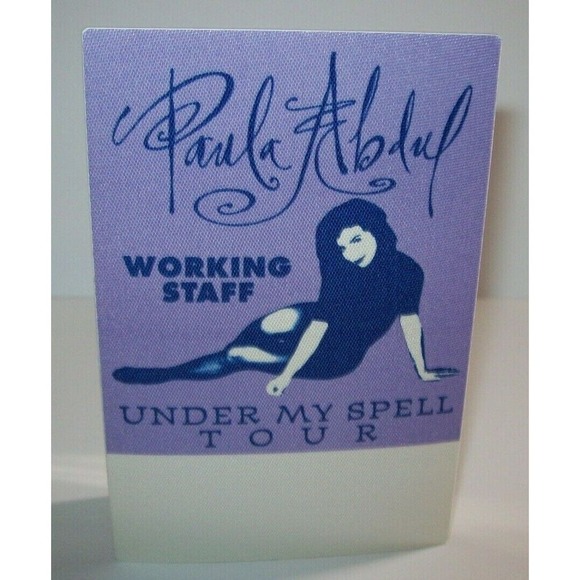 Paula Abdul
WORKING
STAFF
UNDER MY SPELL
TOUR